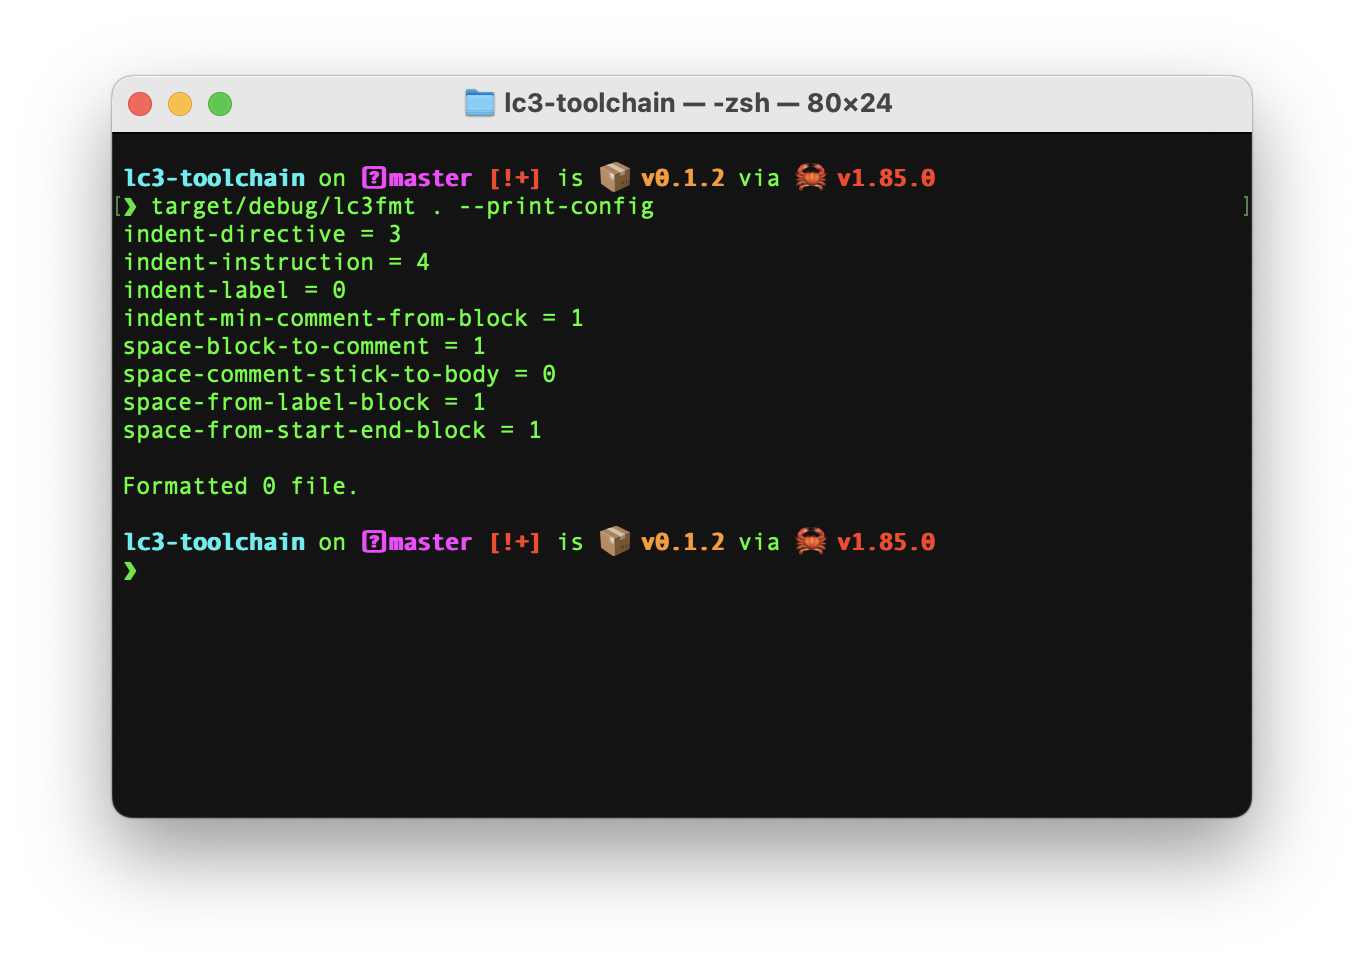 lc3-toolchain — -zsh — 80×24
lc3-toolchain on ?master [!+] is 📦 v0.1.2 via 🦀 v1.85.0
[❯ target/debug/lc3fmt . --print-config ]
indent-directive = 3
indent-instruction = 4
indent-label = 0
indent-min-comment-from-block = 1
space-block-to-comment = 1
space-comment-stick-to-body = 0
space-from-label-block = 1
space-from-start-end-block = 1
Formatted 0 file.
lc3-toolchain on ?master [!+] is 📦 v0.1.2 via 🦀 v1.85.0
❯